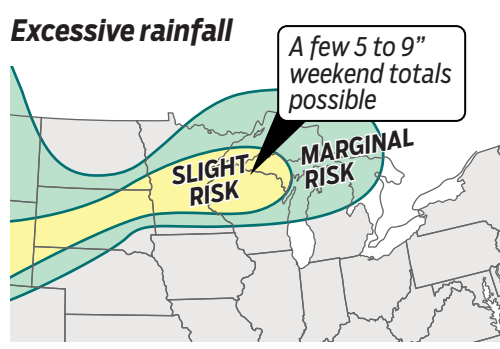 Excessive rainfall
A few 5 to 9”
weekend totals
possible
SLIGHT
RISK
MARGINAL
RISK